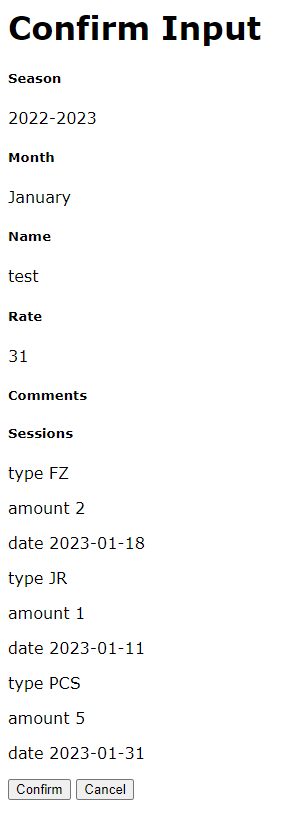 Confirm Input
Season
2022-2023
Month
January
Name
test
Rate
31
Comments
Sessions
type FZ
amount 2
date 2023-01-18
type JR
amount 1
date 2023-01-11
type PCS
amount 5
date 2023-01-31
Confirm Cancel